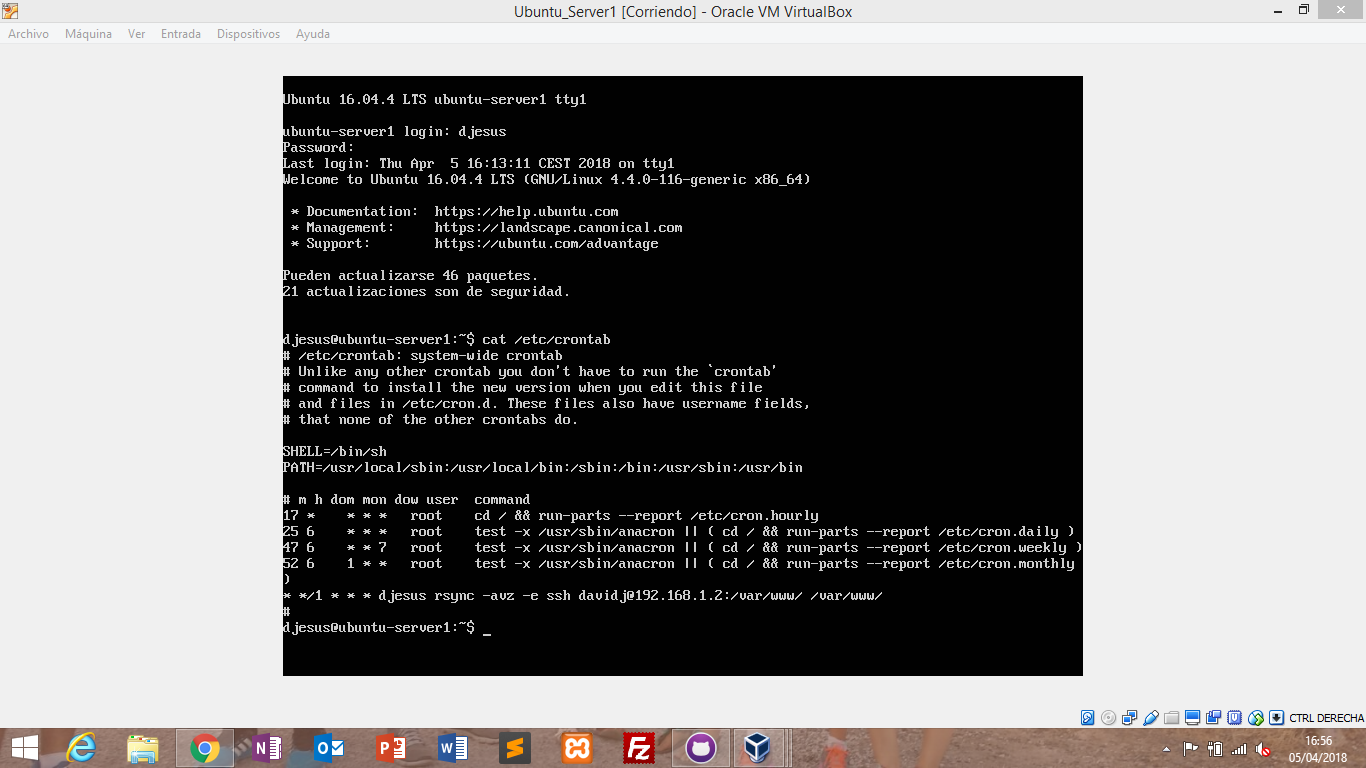 Ubuntu_Server1 [Corriendo] - Oracle VM VirtualBox
Archivo Máquina Ver Entrada Dispositivos Ayuda
Ubuntu 16.04.4 LTS ubuntu-server1 tty1
ubuntu-server1 login: djesus
Password:
Last login: Thu Apr  5 16:13:11 CEST 2018 on tty1
Welcome to Ubuntu 16.04.4 LTS (GNU/Linux 4.4.0-116-generic x86_64)
 * Documentation:  https://help.ubuntu.com
 * Management:     https://landscape.canonical.com
 * Support:        https://ubuntu.com/advantage
Pueden actualizarse 46 paquetes.
21 actualizaciones son de seguridad.
djesus@ubuntu-server1:~$ cat /etc/crontab
# /etc/crontab: system-wide crontab
# Unlike any other crontab you don't have to run the `crontab'
# command to install the new version when you edit this file
# and files in /etc/cron.d. These files also have username fields,
# that none of the other crontabs do.
SHELL=/bin/sh
PATH=/usr/local/sbin:/usr/local/bin:/sbin:/bin:/usr/sbin:/usr/bin
# m h dom mon dow user  command
17 *    * * *   root    cd / && run-parts --report /etc/cron.hourly
25 6    * * *   root    test -x /usr/sbin/anacron || ( cd / && run-parts --report /etc/cron.daily )
47 6    * * 7   root    test -x /usr/sbin/anacron || ( cd / && run-parts --report /etc/cron.weekly )
52 6    1 * *   root    test -x /usr/sbin/anacron || ( cd / && run-parts --report /etc/cron.monthly
)
* */1 * * * djesus rsync -avz -e ssh davidj@192.168.1.2:/var/www/ /var/www/
#
djesus@ubuntu-server1:~$ _
CTRL DERECHA
16:56
05/04/2018